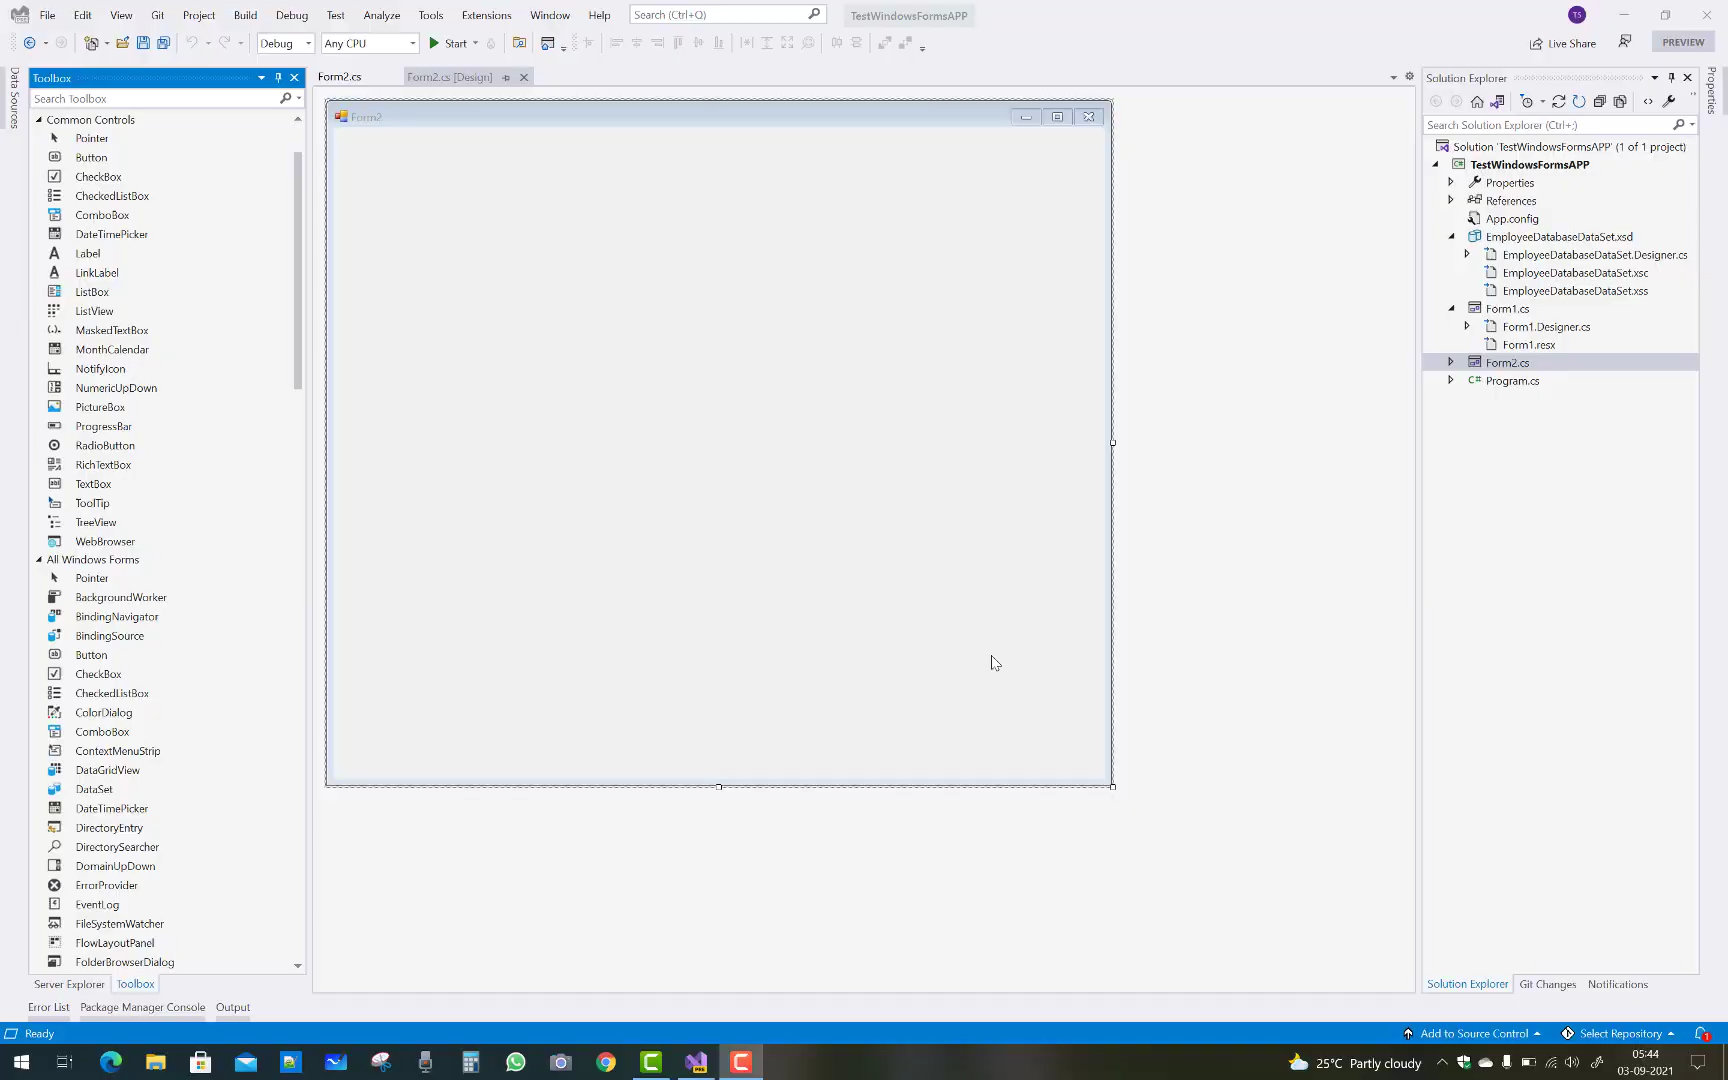 File Edit View Git Project Build Debug Test Analyze Tools Extensions Window Help Search (Ctrl+Q) TestWindowsFormsAPP TS
Debug Any CPU Start Live Share PREVIEW
Data Sources
Toolbox
Search Toolbox
Common Controls
Pointer
Button
CheckBox
CheckedListBox
ComboBox
DateTimePicker
Label
LinkLabel
ListBox
ListView
MaskedTextBox
MonthCalendar
NotifyIcon
NumericUpDown
PictureBox
ProgressBar
RadioButton
RichTextBox
TextBox
ToolTip
TreeView
WebBrowser
All Windows Forms
Pointer
BackgroundWorker
BindingNavigator
BindingSource
Button
CheckBox
CheckedListBox
ColorDialog
ComboBox
ContextMenuStrip
DataGridView
DataSet
DateTimePicker
DirectoryEntry
DirectorySearcher
DomainUpDown
ErrorProvider
EventLog
FileSystemWatcher
FlowLayoutPanel
FolderBrowserDialog
Server Explorer Toolbox
Form2.cs Form2.cs [Design]
Form2
Solution Explorer
Search Solution Explorer (Ctrl+;)
Solution 'TestWindowsFormsAPP' (1 of 1 project)
TestWindowsFormsAPP
Properties
References
App.config
EmployeeDatabaseDataSet.xsd
EmployeeDatabaseDataSet.Designer.cs
EmployeeDatabaseDataSet.xsc
EmployeeDatabaseDataSet.xss
Form1.cs
Form1.Designer.cs
Form1.resx
Form2.cs
Program.cs
Solution Explorer Git Changes Notifications
Properties
Error List Package Manager Console Output
Ready Add to Source Control Select Repository 1
25°C Partly cloudy
05:44
03-09-2021